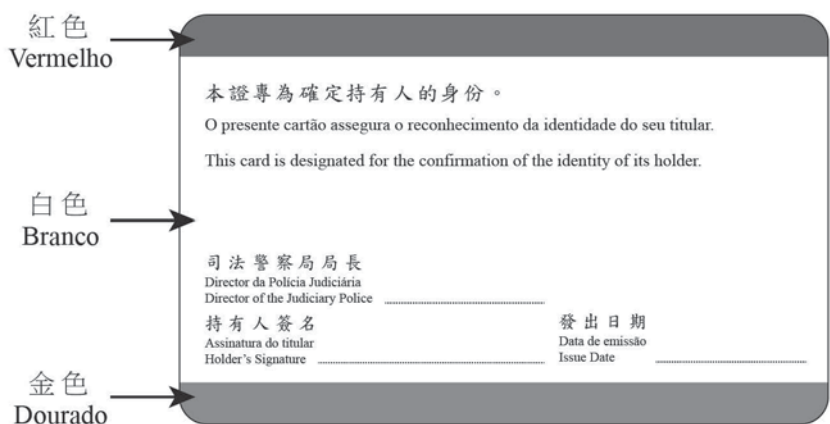 紅色
Vermelho
本證專為確定持有人的身份。
O presente cartão assegura o reconhecimento da identidade do seu titular.
This card is designated for the confirmation of the identity of its holder.
白色
Branco
司法警察局局長
Director da Polícia Judiciária
Director of the Judiciary Police
持有人簽名
Assinatura do titular
Holder's Signature
發出日期
Data de emissão
Issue Date
金色
Dourado